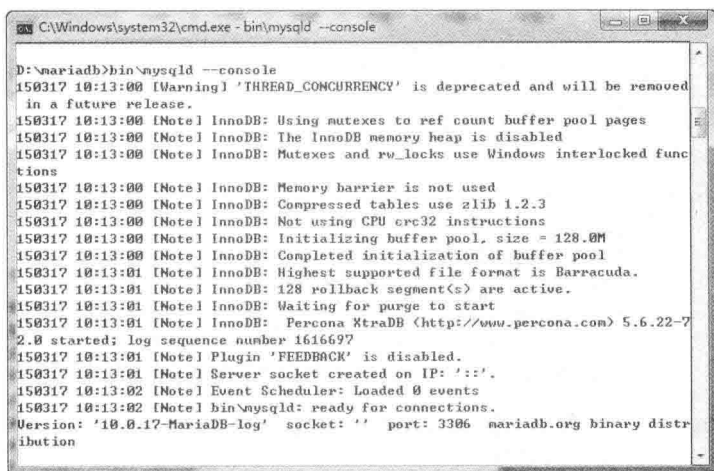 C:\Windows\system32\cmd.exe - bin\mysqld --console
D:\mariadb>bin\mysqld --console
150317 10:13:00 [Warning] 'THREAD_CONCURRENCY' is deprecated and will be removed
 in a future release.
150317 10:13:00 [Note] InnoDB: Using mutexes to ref count buffer pool pages
150317 10:13:00 [Note] InnoDB: The InnoDB memory heap is disabled
150317 10:13:00 [Note] InnoDB: Mutexes and rw_locks use Windows interlocked func
tions
150317 10:13:00 [Note] InnoDB: Memory barrier is not used
150317 10:13:00 [Note] InnoDB: Compressed tables use zlib 1.2.3
150317 10:13:00 [Note] InnoDB: Not using CPU crc32 instructions
150317 10:13:00 [Note] InnoDB: Initializing buffer pool, size = 128.0M
150317 10:13:00 [Note] InnoDB: Completed initialization of buffer pool
150317 10:13:01 [Note] InnoDB: Highest supported file format is Barracuda.
150317 10:13:01 [Note] InnoDB: 128 rollback segment(s) are active.
150317 10:13:01 [Note] InnoDB: Waiting for purge to start
150317 10:13:01 [Note] InnoDB:  Percona XtraDB (http://www.percona.com) 5.6.22-7
2.0 started; log sequence number 1616697
150317 10:13:01 [Note] Plugin 'FEEDBACK' is disabled.
150317 10:13:01 [Note] Server socket created on IP: '::'.
150317 10:13:02 [Note] Event Scheduler: Loaded 0 events
150317 10:13:02 [Note] bin\mysqld: ready for connections.
Version: '10.0.17-MariaDB-log'  socket: ''  port: 3306  mariadb.org binary distr
ibution